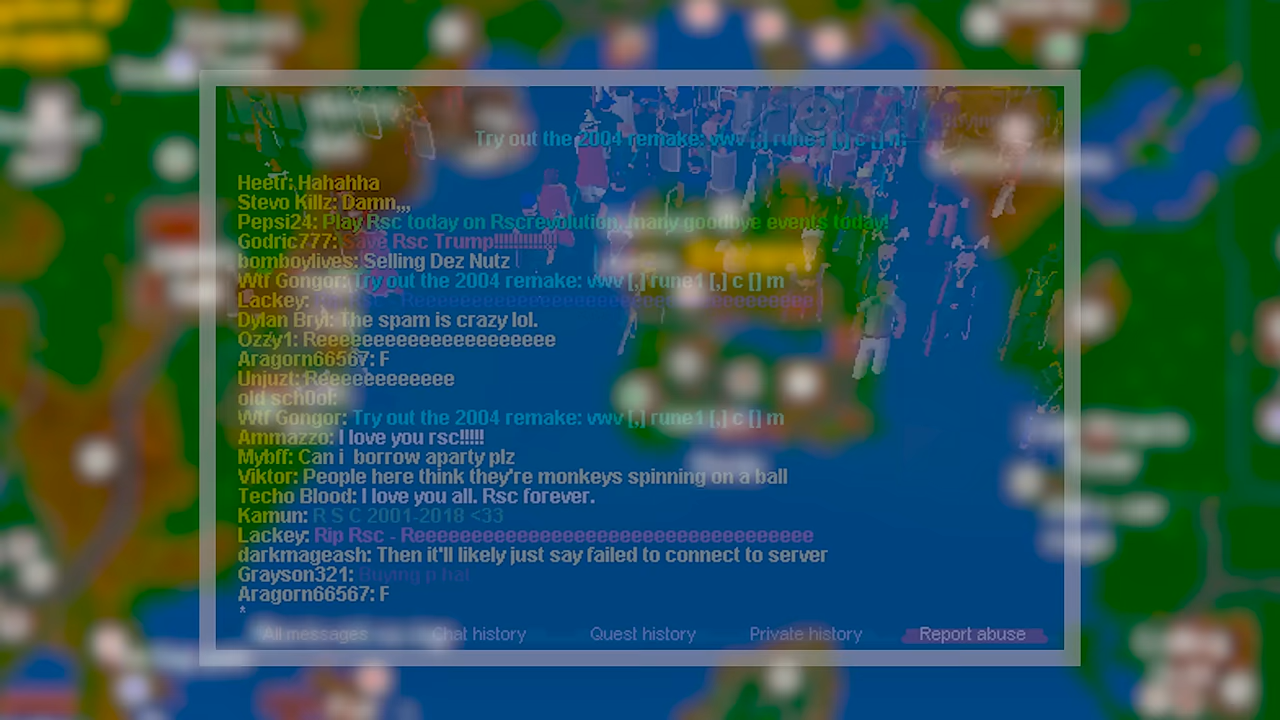 Try out the 2004 remake: vwv [,] rune1 [,] c [,]
Heetr: Hahahha
Stevo Killz: Damn,,,
Pepsi24: Play Rsc today on Rscrevolution, many goodbye events today!
Godric777: Save Rsc Trump!!!!!!!!!!!!!
bomboylives: Selling Dez Nutz
Wtf Gongor: Try out the 2004 remake: vwv [,] rune1 [,] c [] m
Lackey:
Dylan Bryl: The spam is crazy lol.
Ozzy1: Reeeeeeeeeeeeeeeeeeeee
Aragorn66567: F
Unjuzt: Reeeeeeeeeeee
old sch0ol:
Wtf Gongor: Try out the 2004 remake: vwv [,] rune1 [,] c [] m
Ammazzo: I love you rsc!!!!!
Mybff: Can i borrow aparty plz
Viktor: People here think they're monkeys spinning on a ball
Techo Blood: I love you all. Rsc forever.
Kamun: R S C 2001-2018 <33
Lackey: Rip Rsc - Reeeeeeeeeeeeeeeeeeeeeeeeeeeeeeeeeee
darkmageash: Then it'll likely just say failed to connect to server
Grayson321: Buying p hat
Aragorn66567: F
*
All messages Chat history Quest history Private history Report abuse